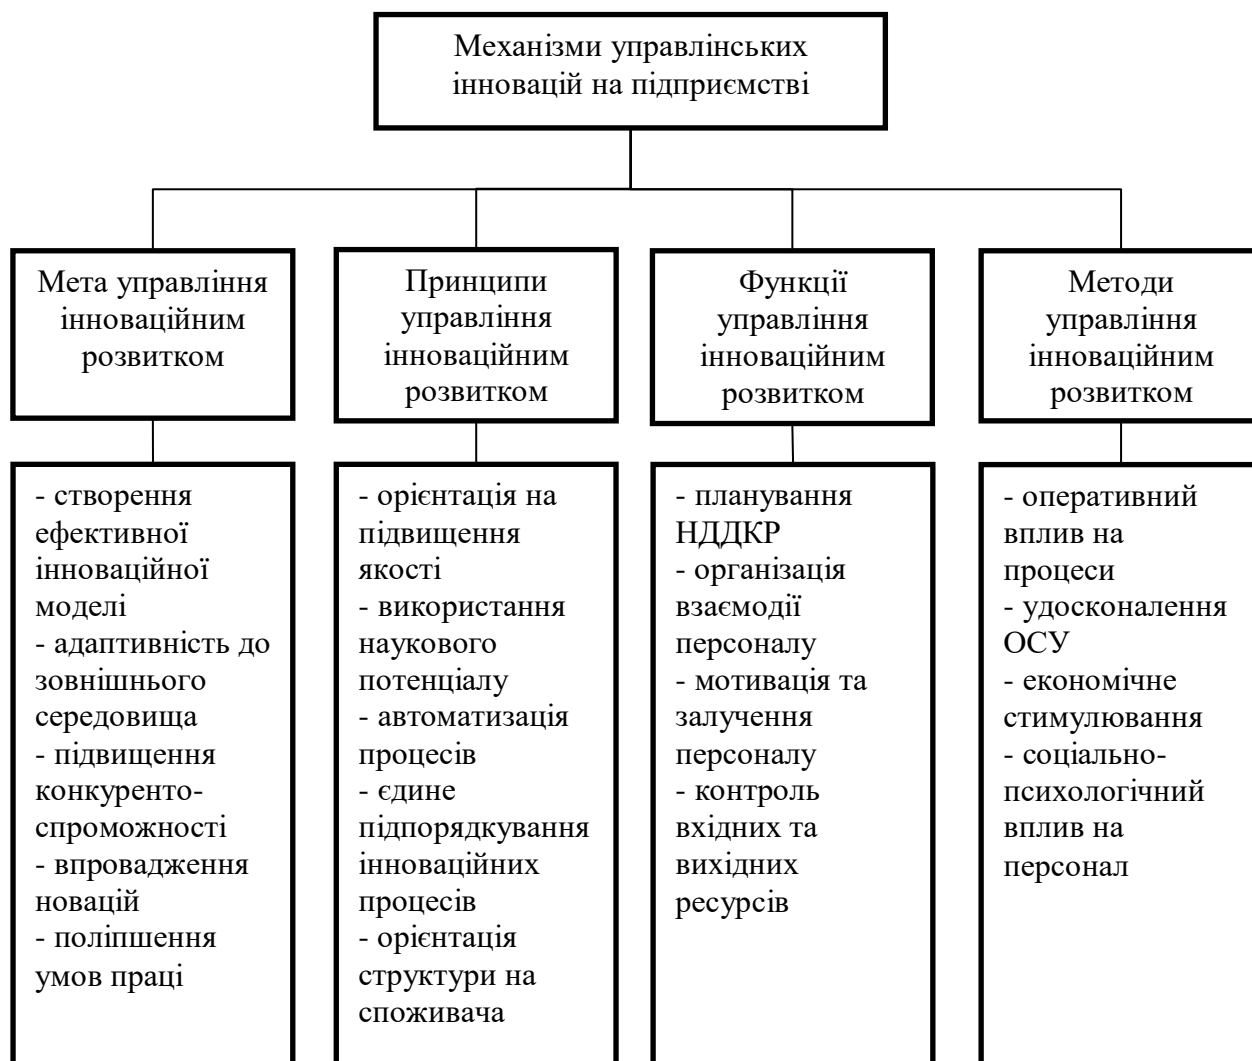 Механізми управлінських
інновацій на підприємстві
Мета управління
інноваційним
розвитком
Принципи
управління
інноваційним
розвитком
Функції
управління
інноваційним
розвитком
Методи
управління
інноваційним
розвитком
- створення
ефективної
інноваційної
моделі
- адаптивність до
зовнішнього
середовища
- підвищення
конкуренто-
спроможності
- впровадження
новацій
- поліпшення
умов праці
- орієнтація на
підвищення
якості
- використання
наукового
потенціалу
- автоматизація
процесів
- єдине
підпорядкування
інноваційних
процесів
- орієнтація
структури на
споживача
- планування
НДДКР
- організація
взаємодії
персоналу
- мотивація та
залучення
персоналу
- контроль
вхідних та
вихідних
ресурсів
- оперативний
вплив на
процеси
- удосконалення
ОСУ
- економічне
стимулювання
- соціально-
психологічний
вплив на
персонал